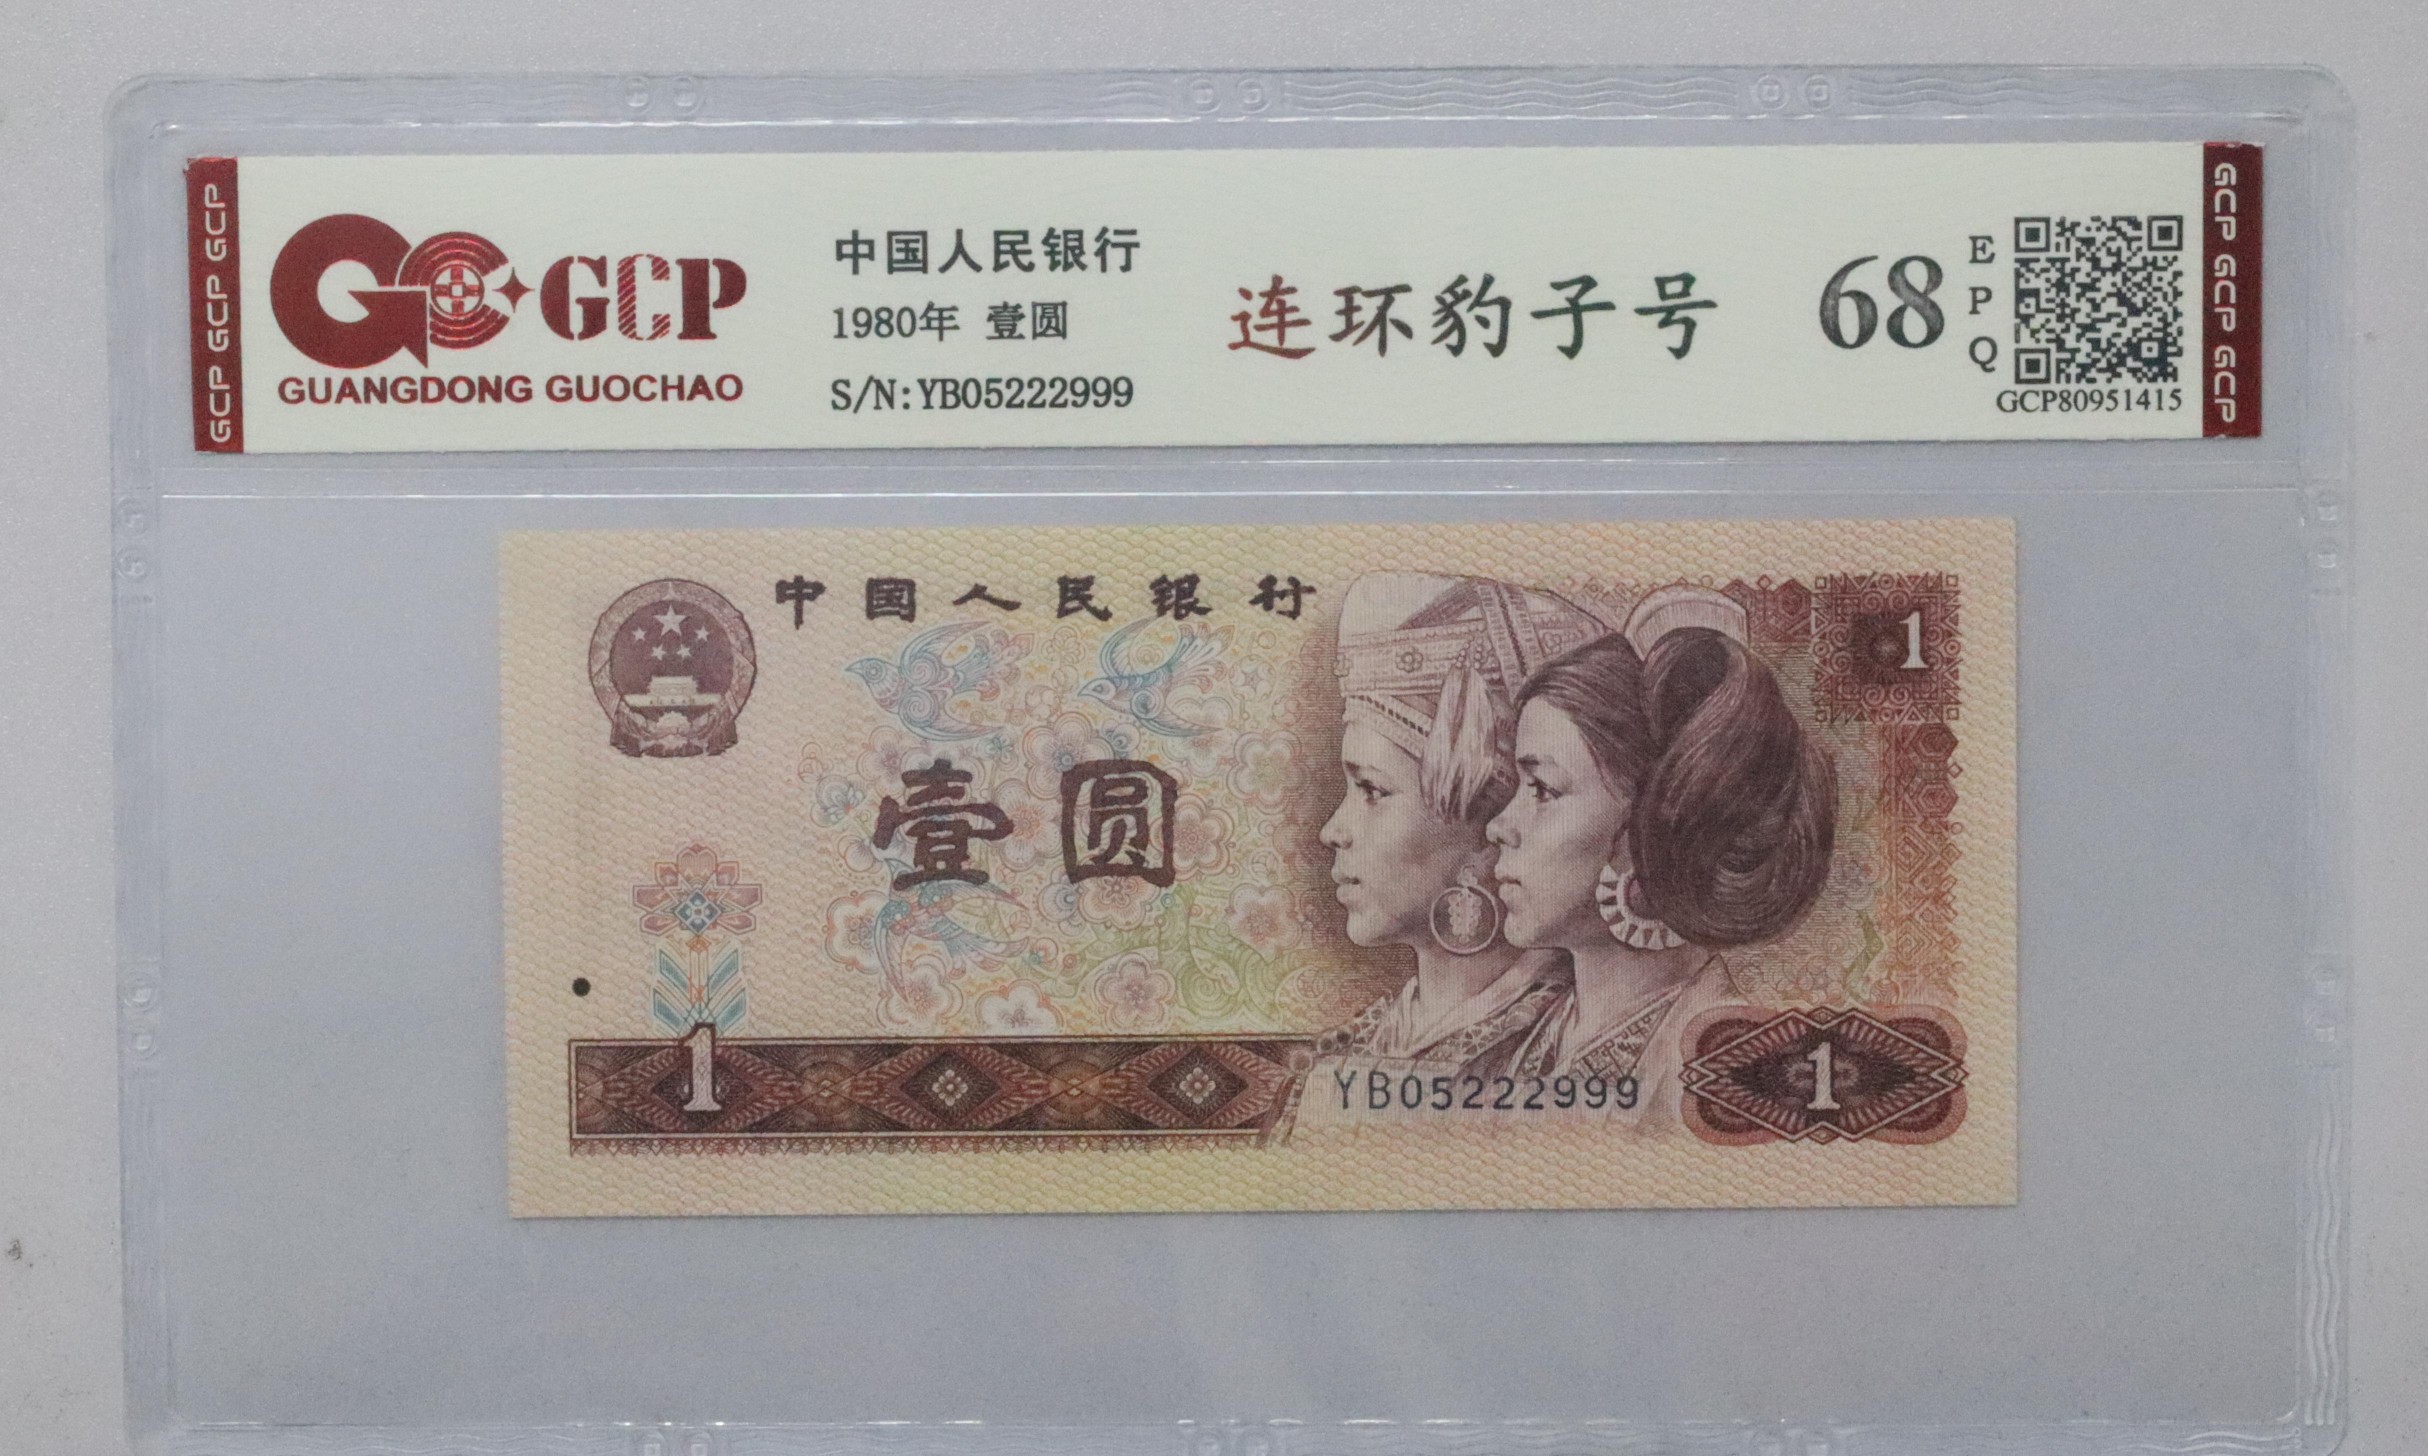 GCP GCP GCP
GCP
GUANGDONG GUOCHAO
中国人民银行
1980年 壹圆
S/N:YB05222999
连环豹子号
68
E
P
Q
GCP80951415
GCP GCP GCP
中国人民银行
1
壹圆
1
YB05222999
1